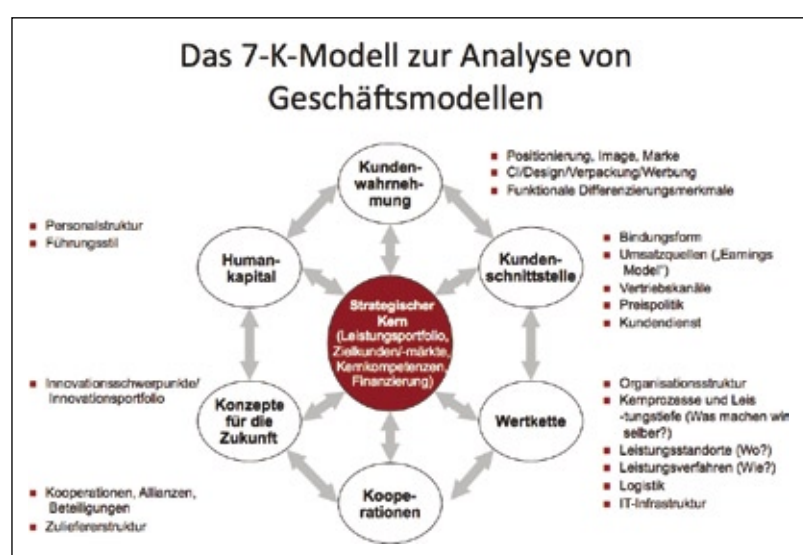 Das 7-K-Modell zur Analyse von
Geschäftsmodellen
Kunden-
wahrneh-
mung
■ Positionierung, Image, Marke
■ CI/Design/Verpackung/Werbung
■ Funktionale Differenzierungsmerkmale
■ Personalstruktur
■ Führungsstil
Human-
kapital
Kunden-
schnittstelle
■ Bindungsform
■ Umsatzquellen („Earnings
Model")
■ Vertriebskanäle
■ Preispolitik
■ Kundendienst
Strategischer
Kern
(Leistungsportfolio,
Zielkunden/-märkte,
Kernkompetenzen,
Finanzierung)
■ Innovationsschwerpunkte/
Innovationsportfolio
Konzepte
für die
Zukunft
Wertkette
■ Organisationsstruktur
■ Kernprozesse und Leis
-tungstiefe (Was machen wir
selber?)
■ Leistungsstandorte (Wo?)
■ Leistungsverfahren (Wie?)
■ Logistik
■ IT-Infrastruktur
■ Kooperationen, Allianzen,
Beteiligungen
■ Zuliefererstruktur
Koope-
rationen